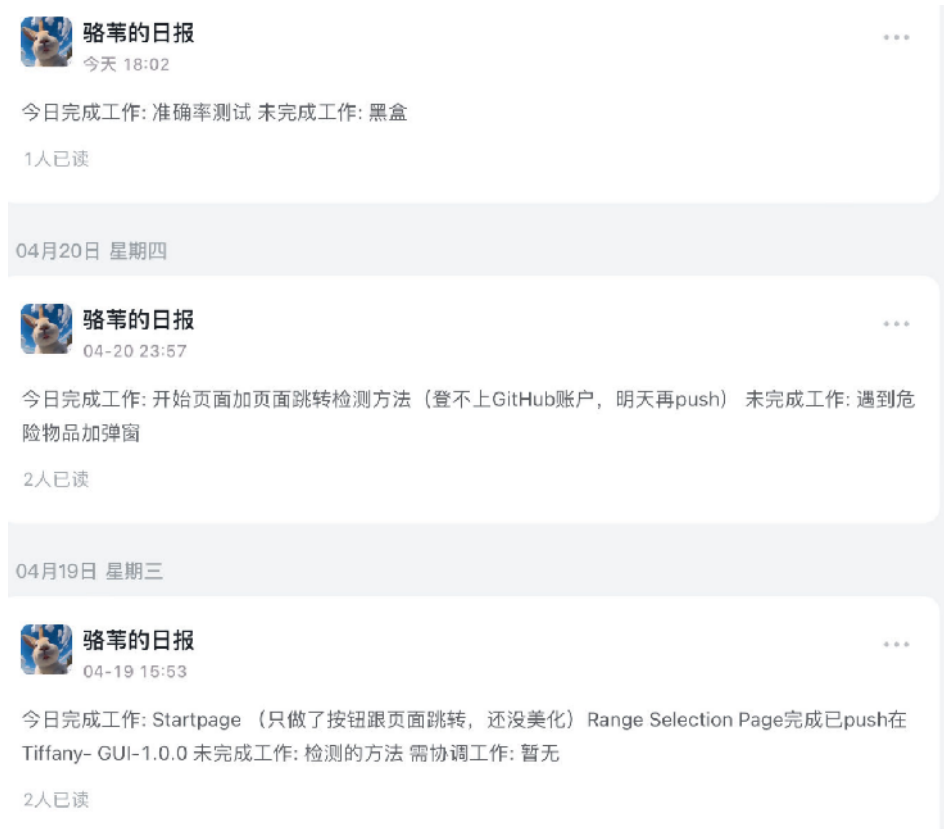 骆苇的日报
今天 18:02
今日完成工作: 准确率测试 未完成工作: 黑盒
1人已读
04月20日 星期四
骆苇的日报
04-20 23:57
今日完成工作: 开始页面加页面跳转检测方法（登不上GitHub账户，明天再push） 未完成工作: 遇到危
险物品加弹窗
2人已读
04月19日 星期三
骆苇的日报
04-19 15:53
今日完成工作: Startpage （只做了按钮跟页面跳转，还没美化）Range Selection Page完成已push在
Tiffany- GUI-1.0.0 未完成工作: 检测的方法 需协调工作: 暂无
2人已读